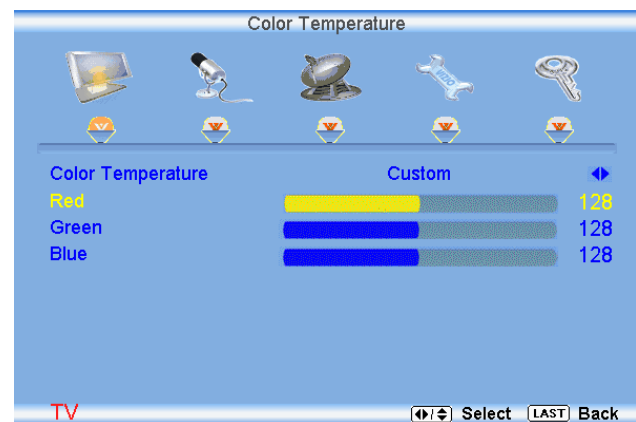 Color Temperature
Color Temperature Custom
Red 128
Green 128
Blue 128
TV Select LAST Back